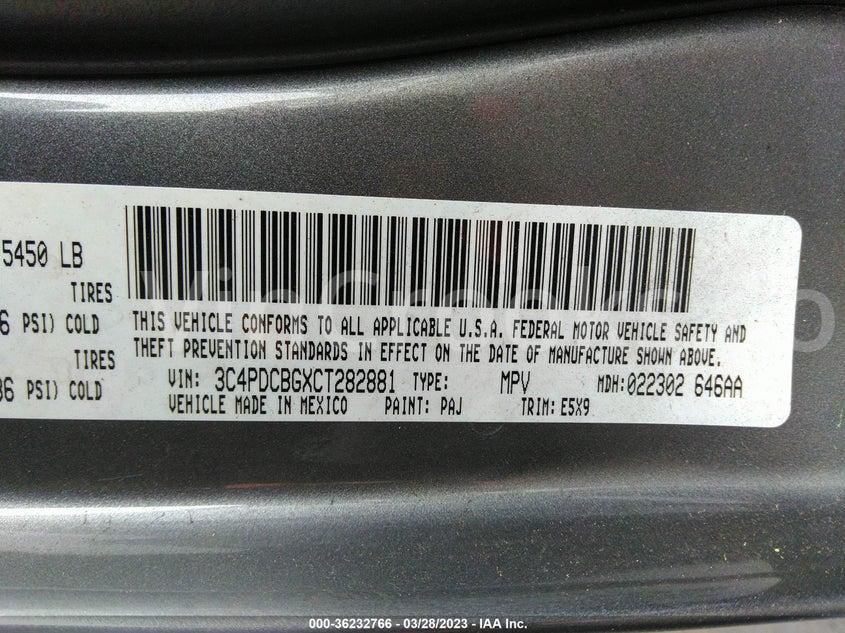 5450 LB
TIRES
6 PSI) COLD
TIRES
36 PSI) COLD
THIS VEHICLE CONFORMS TO ALL APPLICABLE U.S.A. FEDERAL MOTOR VEHICLE SAFETY AND
THEFT PREVENTION STANDARDS IN EFFECT ON THE DATE OF MANUFACTURE SHOWN ABOVE.
VIN: 3C4PDCBGXCT282881 TYPE: MPV MDH:022302 646AA
VEHICLE MADE IN MEXICO PAINT: PAJ TRIM: E5X9
000-36232766 — 03/28/2023 — IAA Inc.